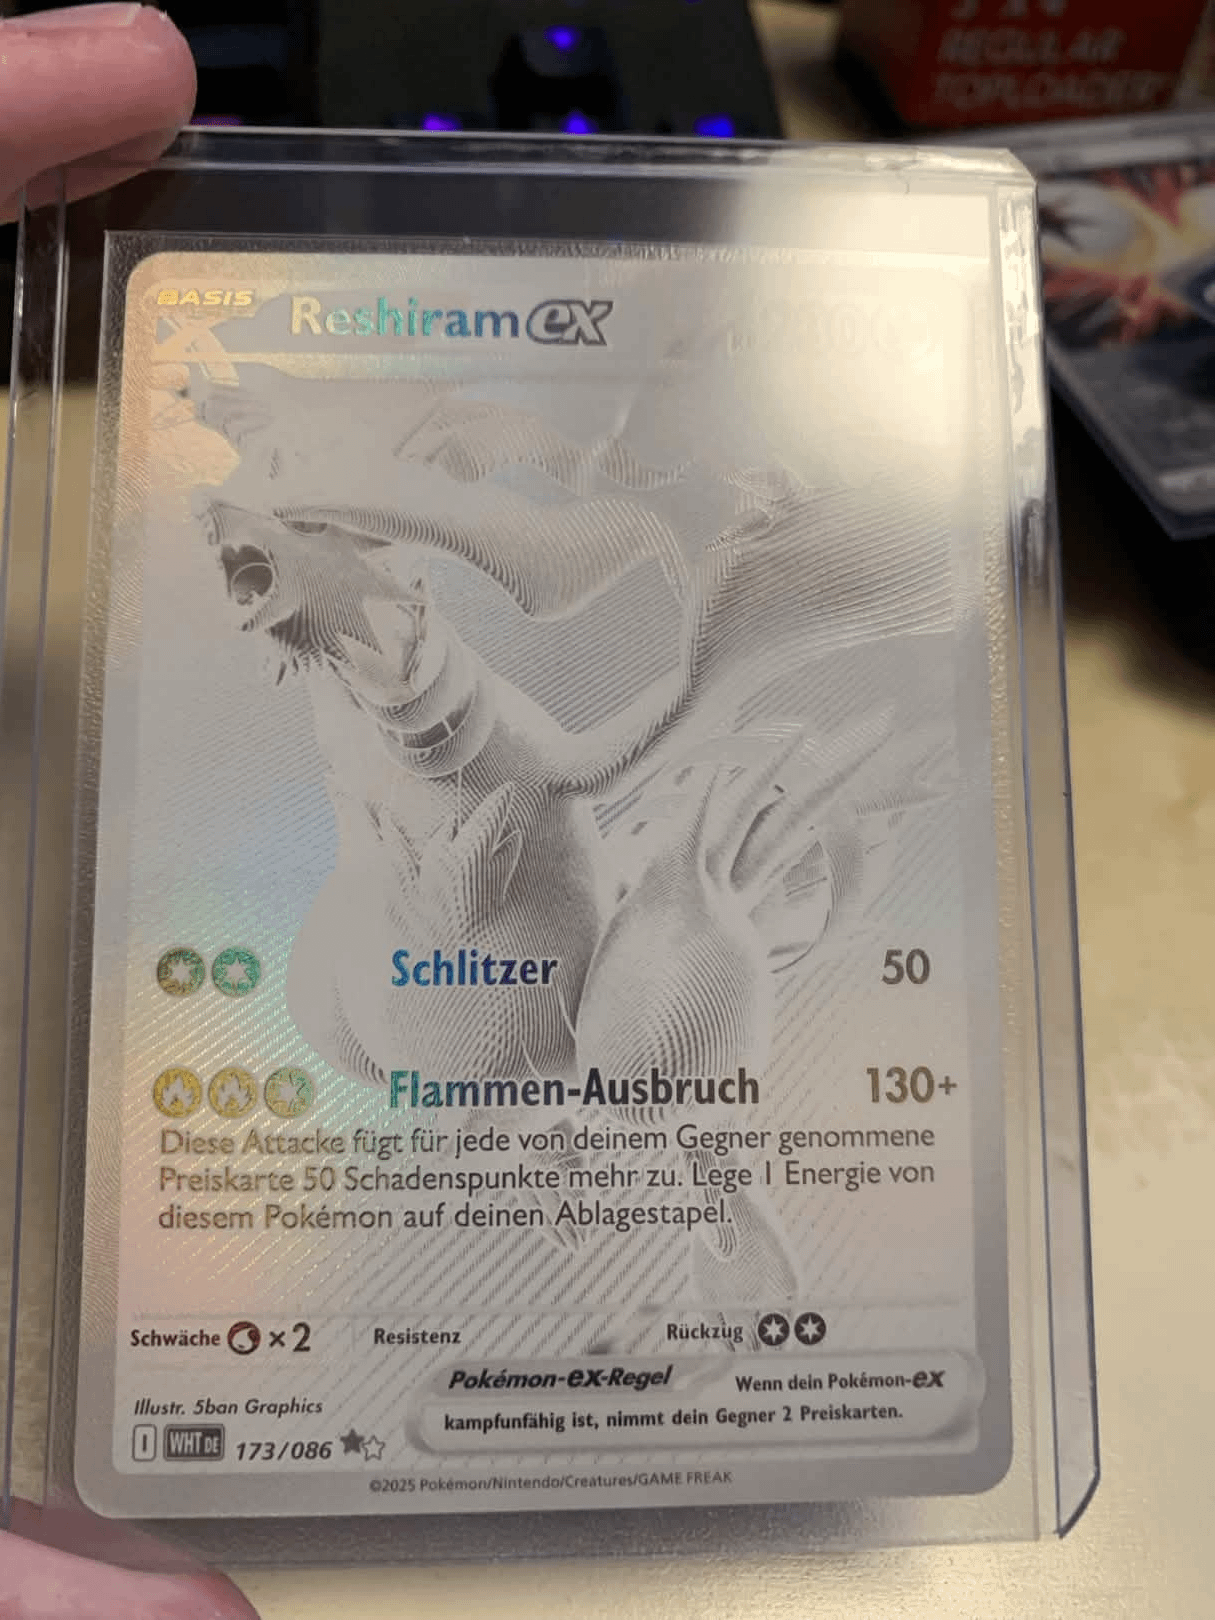 REGULAR
TOPLOADER
BASIS
Reshiram ex
Schlitzer 50
Flammen-Ausbruch 130+
Diese Attacke fügt für jede von deinem Gegner genommene
Preiskarte 50 Schadenspunkte mehr zu. Lege 1 Energie von
diesem Pokémon auf deinen Ablagestapel.
Schwäche ×2 Resistenz Rückzug
Pokémon-ex-Regel Wenn dein Pokémon-ex
kampfunfähig ist, nimmt dein Gegner 2 Preiskarten.
Illustr. 5ban Graphics
I WHT DE 173/086
©2025 Pokémon/Nintendo/Creatures/GAME FREAK